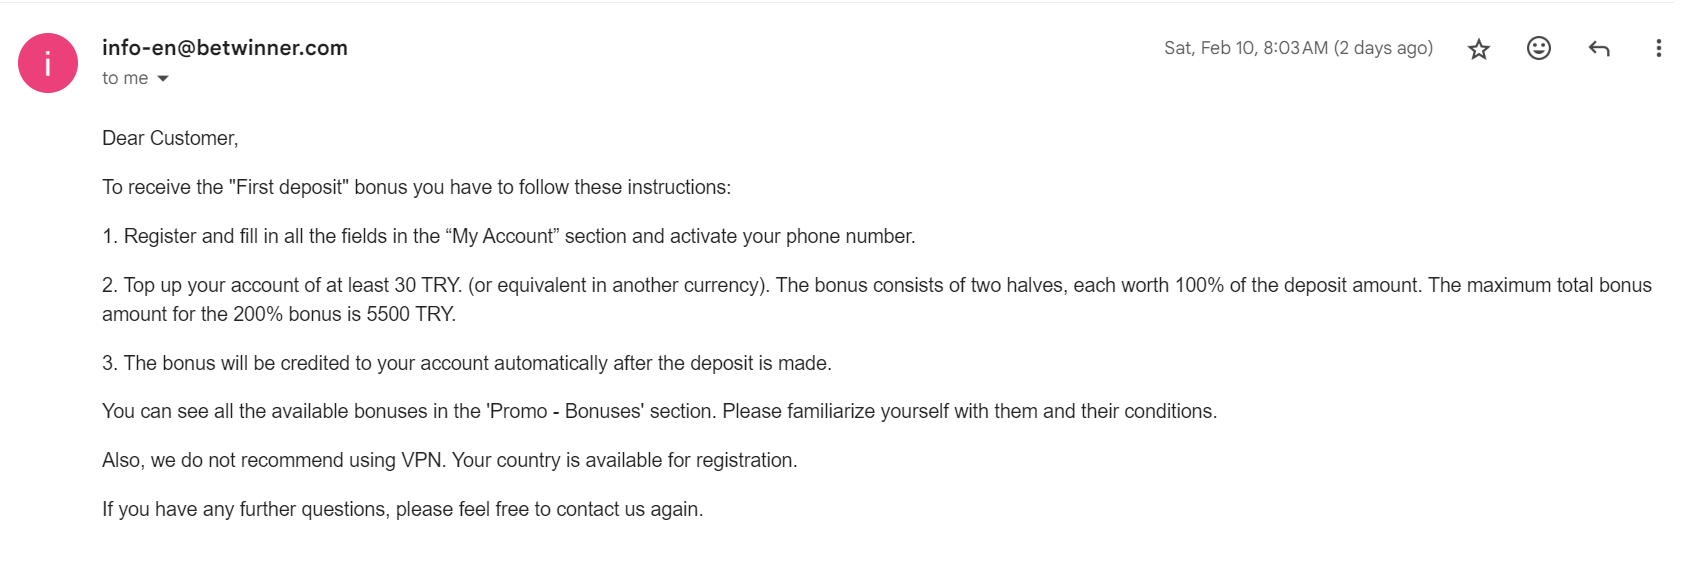 i
info-en@betwinner.com
Sat, Feb 10, 8:03 AM (2 days ago)
to me
Dear Customer,
To receive the "First deposit" bonus you have to follow these instructions:
1. Register and fill in all the fields in the “My Account” section and activate your phone number.
2. Top up your account of at least 30 TRY. (or equivalent in another currency). The bonus consists of two halves, each worth 100% of the deposit amount. The maximum total bonus
amount for the 200% bonus is 5500 TRY.
3. The bonus will be credited to your account automatically after the deposit is made.
You can see all the available bonuses in the 'Promo - Bonuses' section. Please familiarize yourself with them and their conditions.
Also, we do not recommend using VPN. Your country is available for registration.
If you have any further questions, please feel free to contact us again.